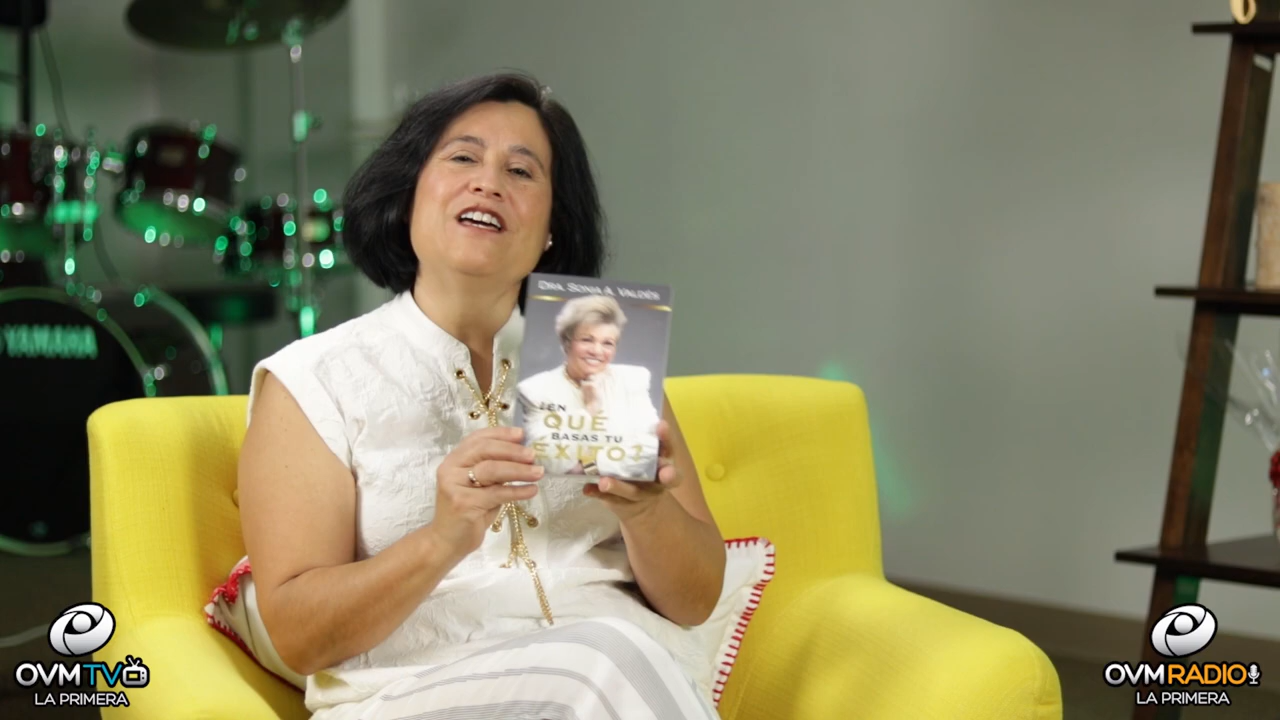 YAMAHA
DRA. SONIA A. VALDÉS
¿EN
QUÉ
BASAS TU
ÉXITO?
OVMTV
LA PRIMERA
OVMRADIO
LA PRIMERA